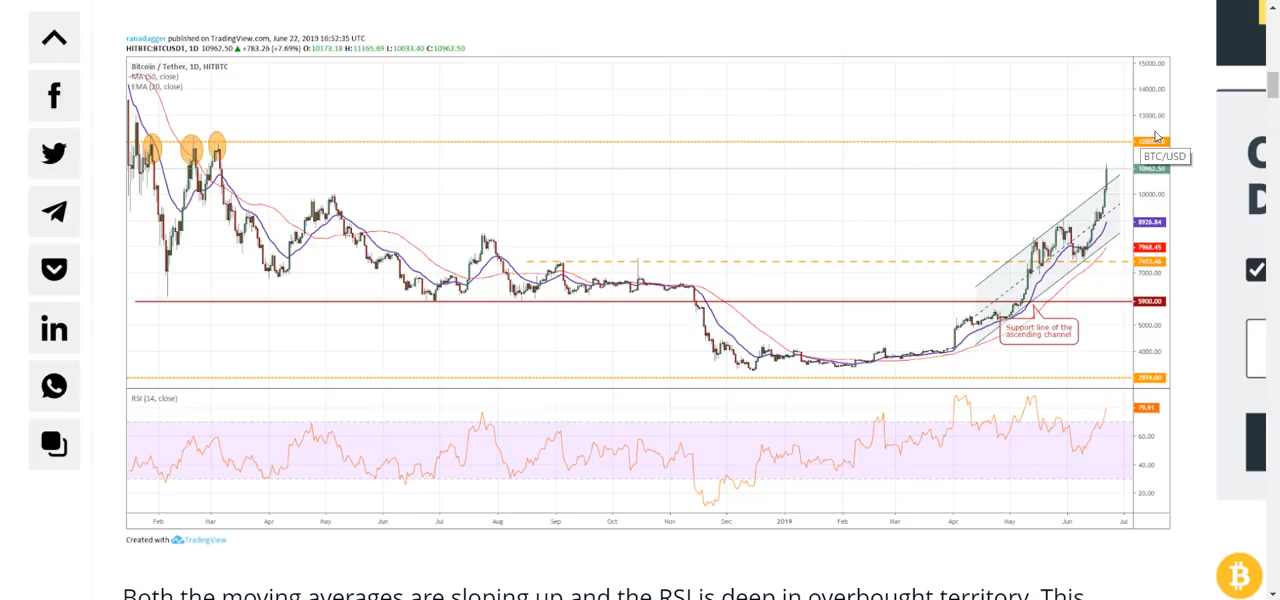 ranadagger published on TradingView.com, June 22, 2019 16:52:35 UTC
HITBTC:BTCUSDT, 1D 10962.50 ▲ +783.26 (+7.69%) O:10173.18 H:11165.69 L:10033.40 C:10962.50
Bitcoin / Tether, 1D, HITBTC
MA (50, close)
EMA (20, close)
15000.00
14000.00
13000.00
BTC/USD
10962.50
10000.00
8926.84
7968.45
7413.46
7000.00
5900.00
5000.00
4000.00
2974.00
Support line of the
ascending channel
RSI (14, close)
79.91
60.00
40.00
20.00
Feb Mar Apr May Jun Jul Aug Sep Oct Nov Dec 2019 Feb Mar Apr May Jun Jul
Created with TradingView
in
Both the moving averages are sloping up and the RSI is deep in overbought territory. This